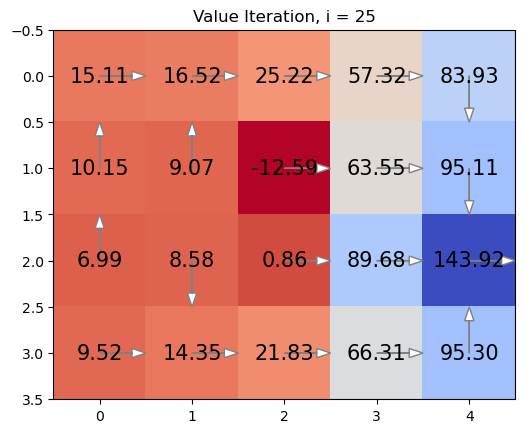 Value Iteration, i = 25
−0.5
0.0 15.11 16.52 25.22 57.32 83.93
0.5
1.0 10.15 9.07 -12.59 63.55 95.11
1.5
2.0 6.99 8.58 0.86 89.68 143.92
2.5
3.0 9.52 14.35 21.83 66.31 95.30
3.5
0 1 2 3 4